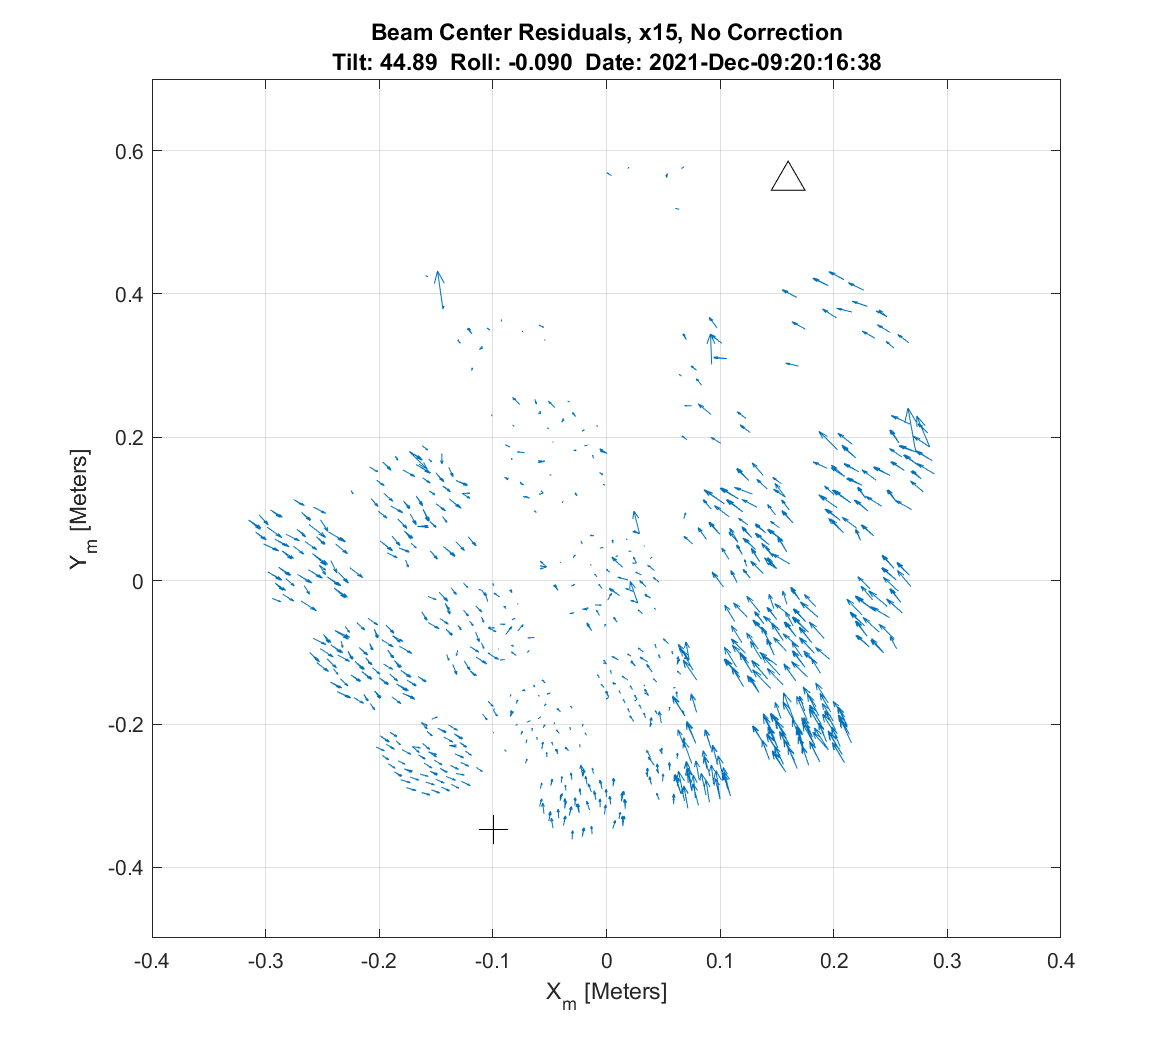 Beam Center Residuals, x15, No Correction
Tilt: 44.89 Roll: -0.090 Date: 2021-Dec-09:20:16:38
0.6
0.4
0.2
0
-0.2
-0.4
Y_m [Meters]
-0.4 -0.3 -0.2 -0.1 0 0.1 0.2 0.3 0.4
X_m [Meters]